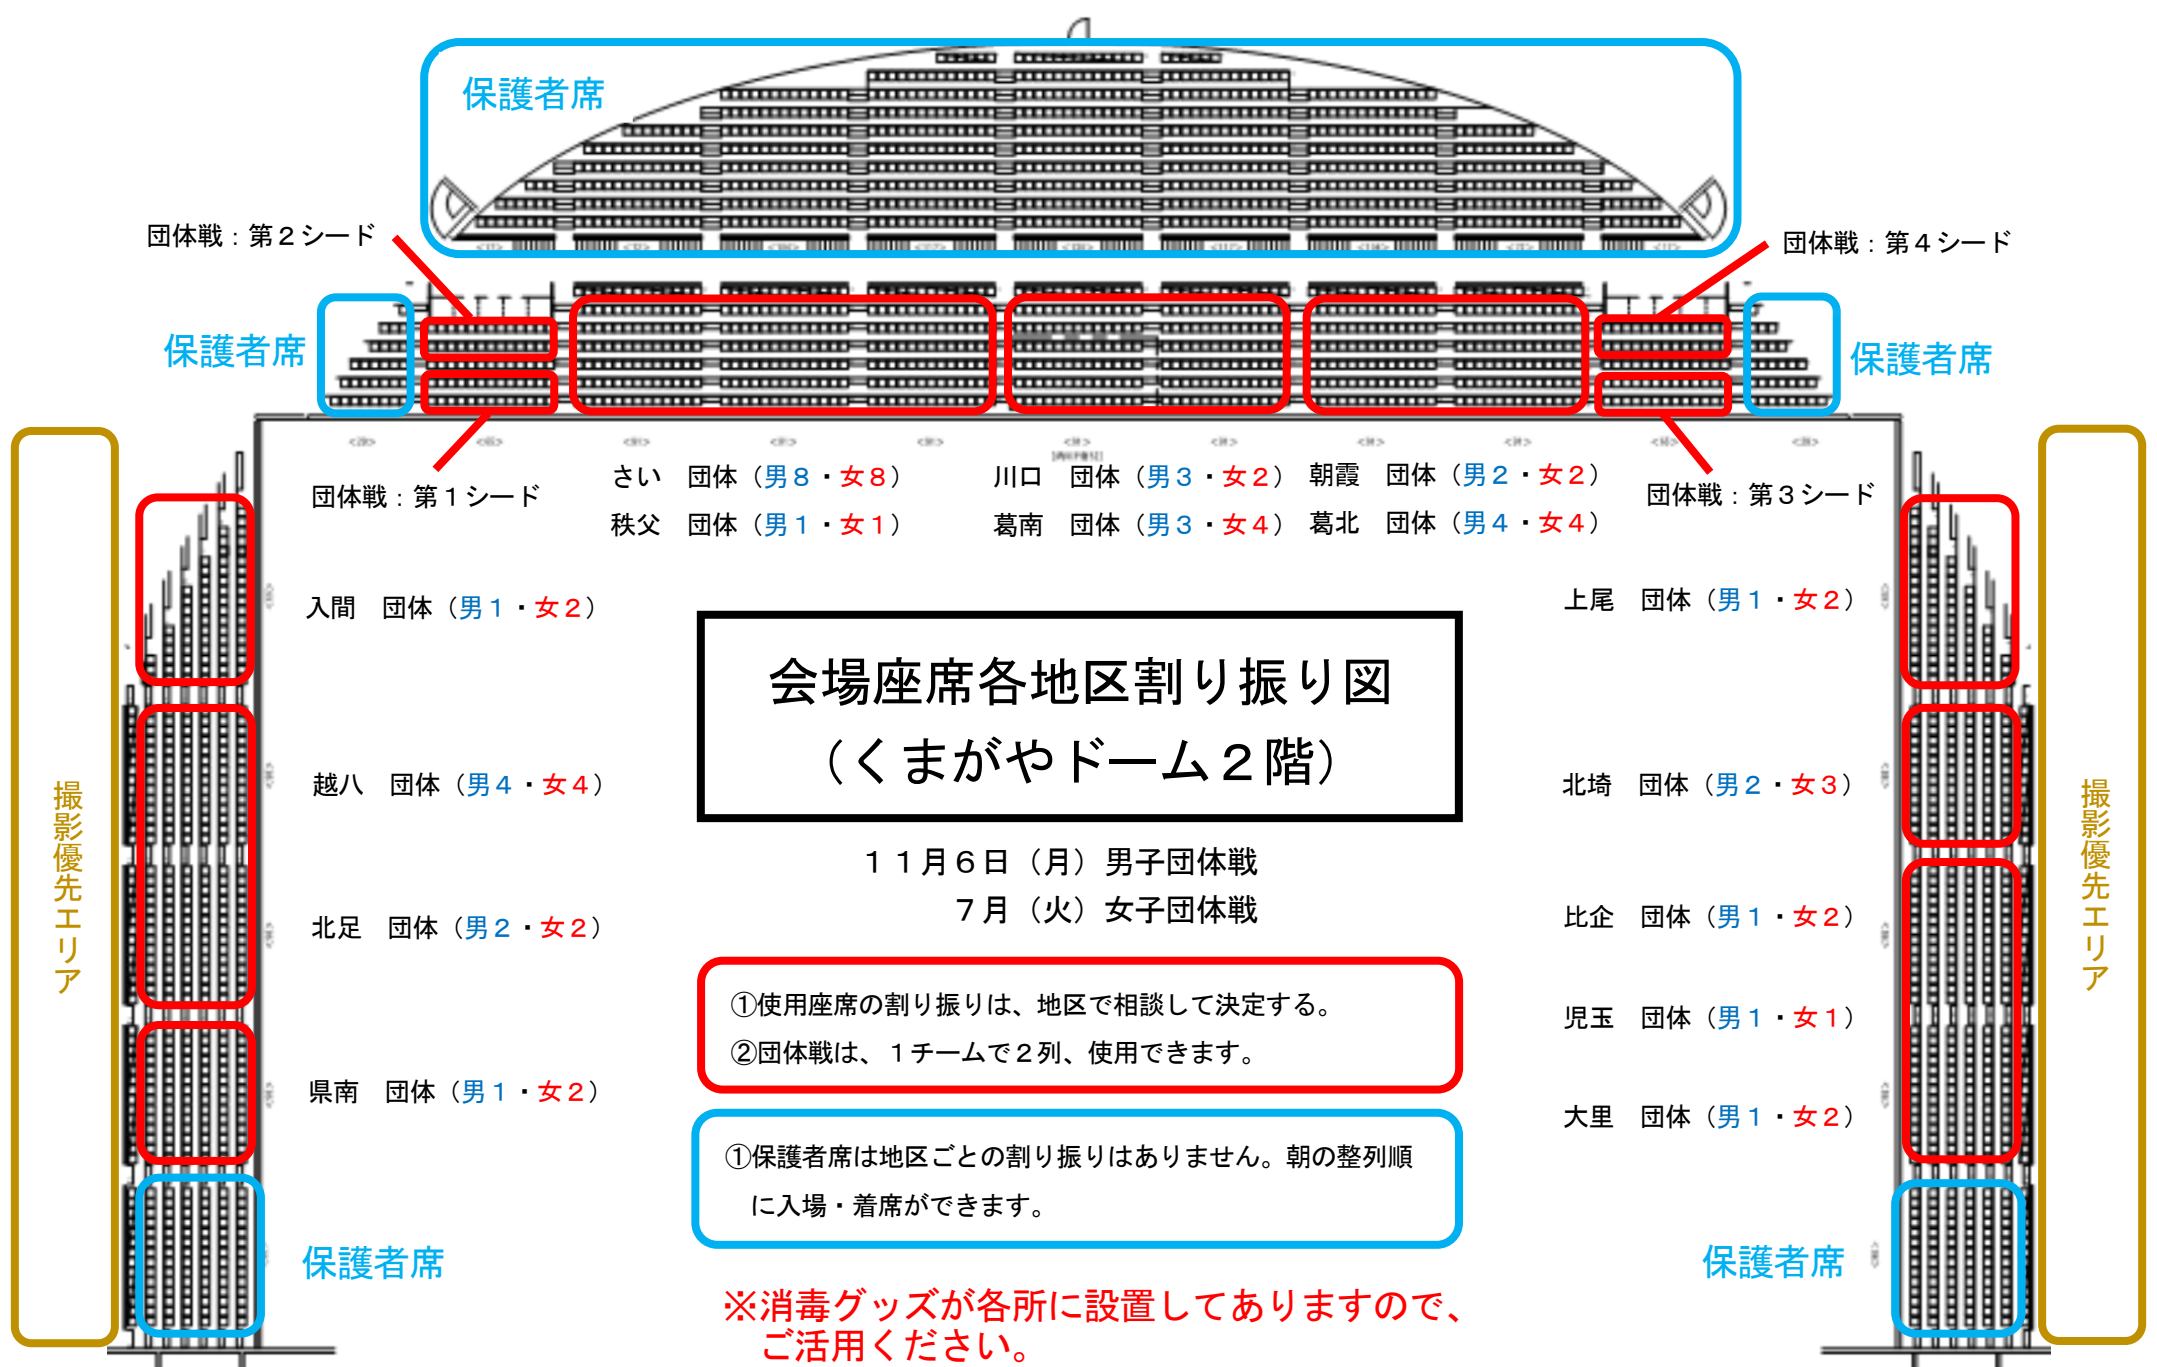 保護者席
団体戦：第２シード
団体戦：第４シード
保護者席
保護者席
団体戦：第１シード
さい　団体（男８・女８）
川口　団体（男３・女２）
朝霞　団体（男２・女２）
団体戦：第３シード
秩父　団体（男１・女１）
葛南　団体（男３・女４）
葛北　団体（男４・女４）
入間　団体（男１・女２）
上尾　団体（男１・女２）
会場座席各地区割り振り図
（くまがやドーム２階）
越八　団体（男４・女４）
北埼　団体（男２・女３）
撮影優先エリア
撮影優先エリア
１１月６日（月）男子団体戦
７月（火）女子団体戦
北足　団体（男２・女２）
比企　団体（男１・女２）
①使用座席の割り振りは、地区で相談して決定する。
②団体戦は、１チームで２列、使用できます。
児玉　団体（男１・女１）
県南　団体（男１・女２）
大里　団体（男１・女２）
①保護者席は地区ごとの割り振りはありません。朝の整列順
に入場・着席ができます。
保護者席
保護者席
※消毒グッズが各所に設置してありますので、
ご活用ください。